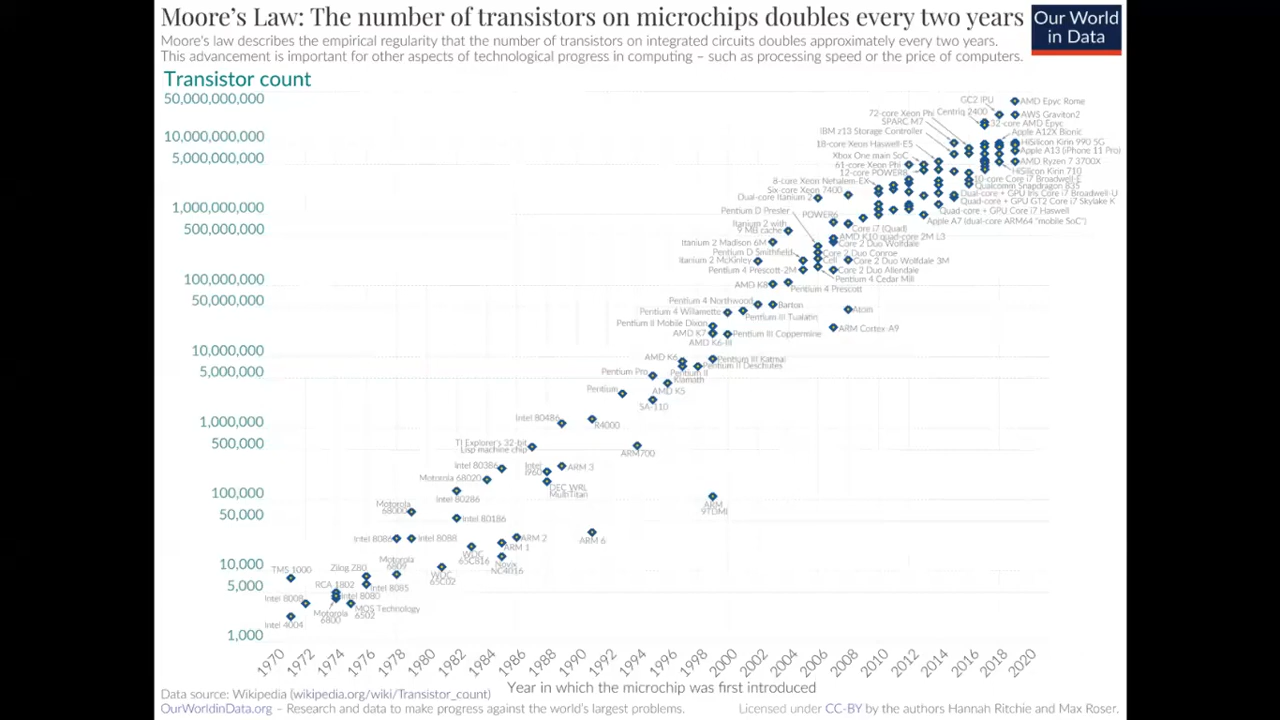 Moore's Law: The number of transistors on microchips doubles every two years
Our World
in Data
Moore's law describes the empirical regularity that the number of transistors on integrated circuits doubles approximately every two years.
This advancement is important for other aspects of technological progress in computing – such as processing speed or the price of computers.
Transistor count
50,000,000,000
10,000,000,000
5,000,000,000
1,000,000,000
500,000,000
100,000,000
50,000,000
10,000,000
5,000,000
1,000,000
500,000
100,000
50,000
10,000
5,000
1,000
GC2 IPU
AMD Epyc Rome
72-core Xeon Phi
Centriq 2400
AWS Graviton2
SPARC M7
32-core AMD Epyc
IBM z13 Storage Controller
Apple A12X Bionic
18-core Xeon Haswell-E5
HiSilicon Kirin 990 5G
Xbox One main SoC
Apple A13 (iPhone 11 Pro)
61-core Xeon Phi
AMD Ryzen 7 3700X
12-core POWER8
HiSilicon Kirin 710
8-core Xeon Nehalem-EX
10-core Core i7 Broadwell-E
Six-core Xeon 7400
Qualcomm Snapdragon 835
Dual-core Itanium 2
Dual-core + GPU Iris Core i7 Broadwell-U
Quad-core + GPU GT2 Core i7 Skylake K
Pentium D Presler
POWER6
Quad-core + GPU Core i7 Haswell
Apple A7 (dual-core ARM64 "mobile SoC")
Itanium 2 with
9 MB cache
Core i7 (Quad)
AMD K10 quad-core 2M L3
Itanium 2 Madison 6M
Core 2 Duo Wolfdale
Pentium D Smithfield
Core 2 Duo Conroe
Itanium 2 McKinley
Cell
Core 2 Duo Wolfdale 3M
Pentium 4 Prescott-2M
Core 2 Duo Allendale
Pentium 4 Cedar Mill
AMD K8
Pentium 4 Prescott
Pentium 4 Northwood
Barton
Pentium 4 Willamette
Pentium III Tualatin
Atom
Pentium II Mobile Dixon
AMD K7
Pentium III Coppermine
ARM Cortex-A9
AMD K6-III
AMD K6
Pentium III Katmai
Pentium II Deschutes
Pentium Pro
Pentium II
Klamath
Pentium
AMD K5
SA-110
Intel 80486
R4000
TI Explorer's 32-bit
Lisp machine chip
ARM700
Intel 80386
Intel
i960
ARM 3
Motorola 68020
DEC WRL
MultiTitan
Intel 80286
ARM
9TDMI
Motorola
68000
Intel 80186
Intel 8086
Intel 8088
ARM 2
ARM 6
ARM 1
WDC
65C816
Novix
NC4016
Motorola
6809
WDC
65C02
TMS 1000
Zilog Z80
RCA 1802
Intel 8085
Intel 8008
Intel 8080
Motorola
6800
MOS Technology
6502
Intel 4004
1970 1972 1974 1976 1978 1980 1982 1984 1986 1988 1990 1992 1994 1996 1998 2000 2002 2004 2006 2008 2010 2012 2014 2016 2018 2020
Year in which the microchip was first introduced
Data source: Wikipedia (wikipedia.org/wiki/Transistor_count)
OurWorldinData.org – Research and data to make progress against the world's largest problems.
Licensed under CC-BY by the authors Hannah Ritchie and Max Roser.